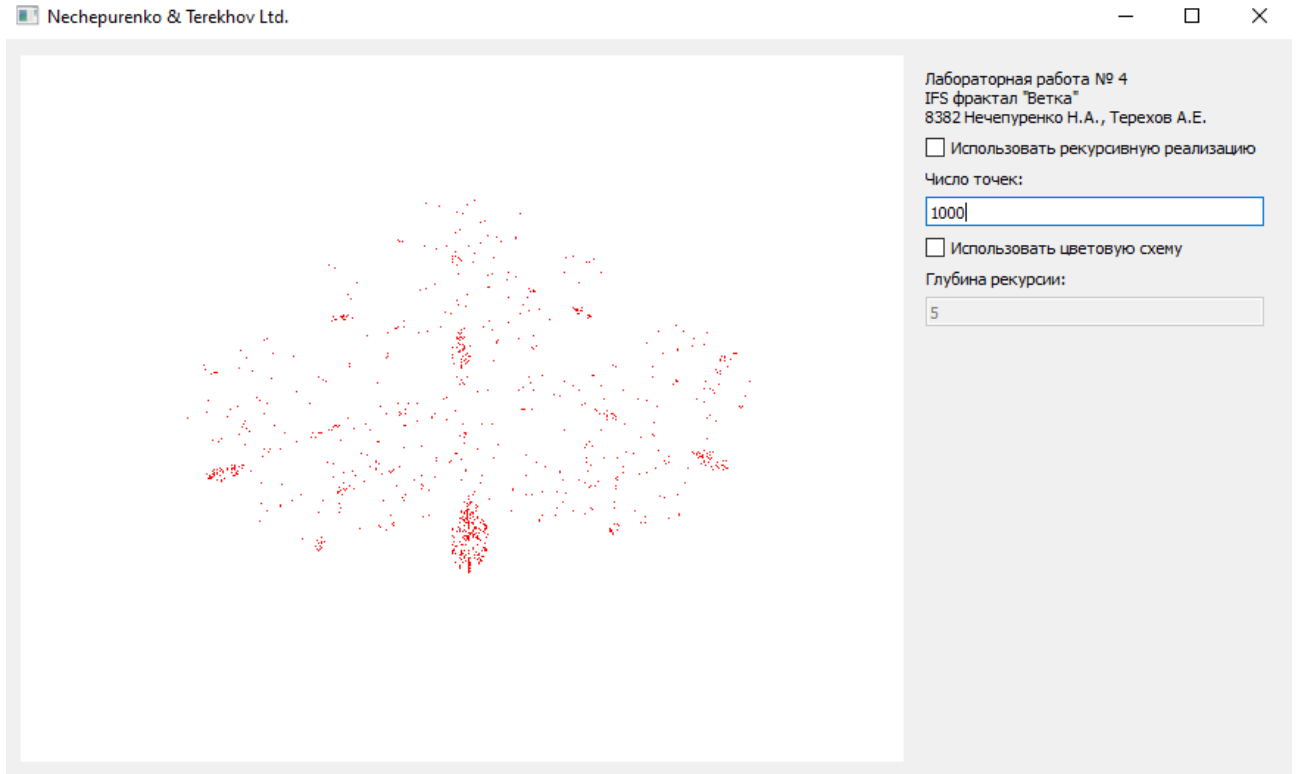 Nechepurenko & Terekhov Ltd.
Лабораторная работа № 4
IFS фрактал "Ветка"
8382 Нечепуренко Н.А., Терехов А.Е.
Использовать рекурсивную реализацию
Число точек:
1000
Использовать цветовую схему
Глубина рекурсии:
5